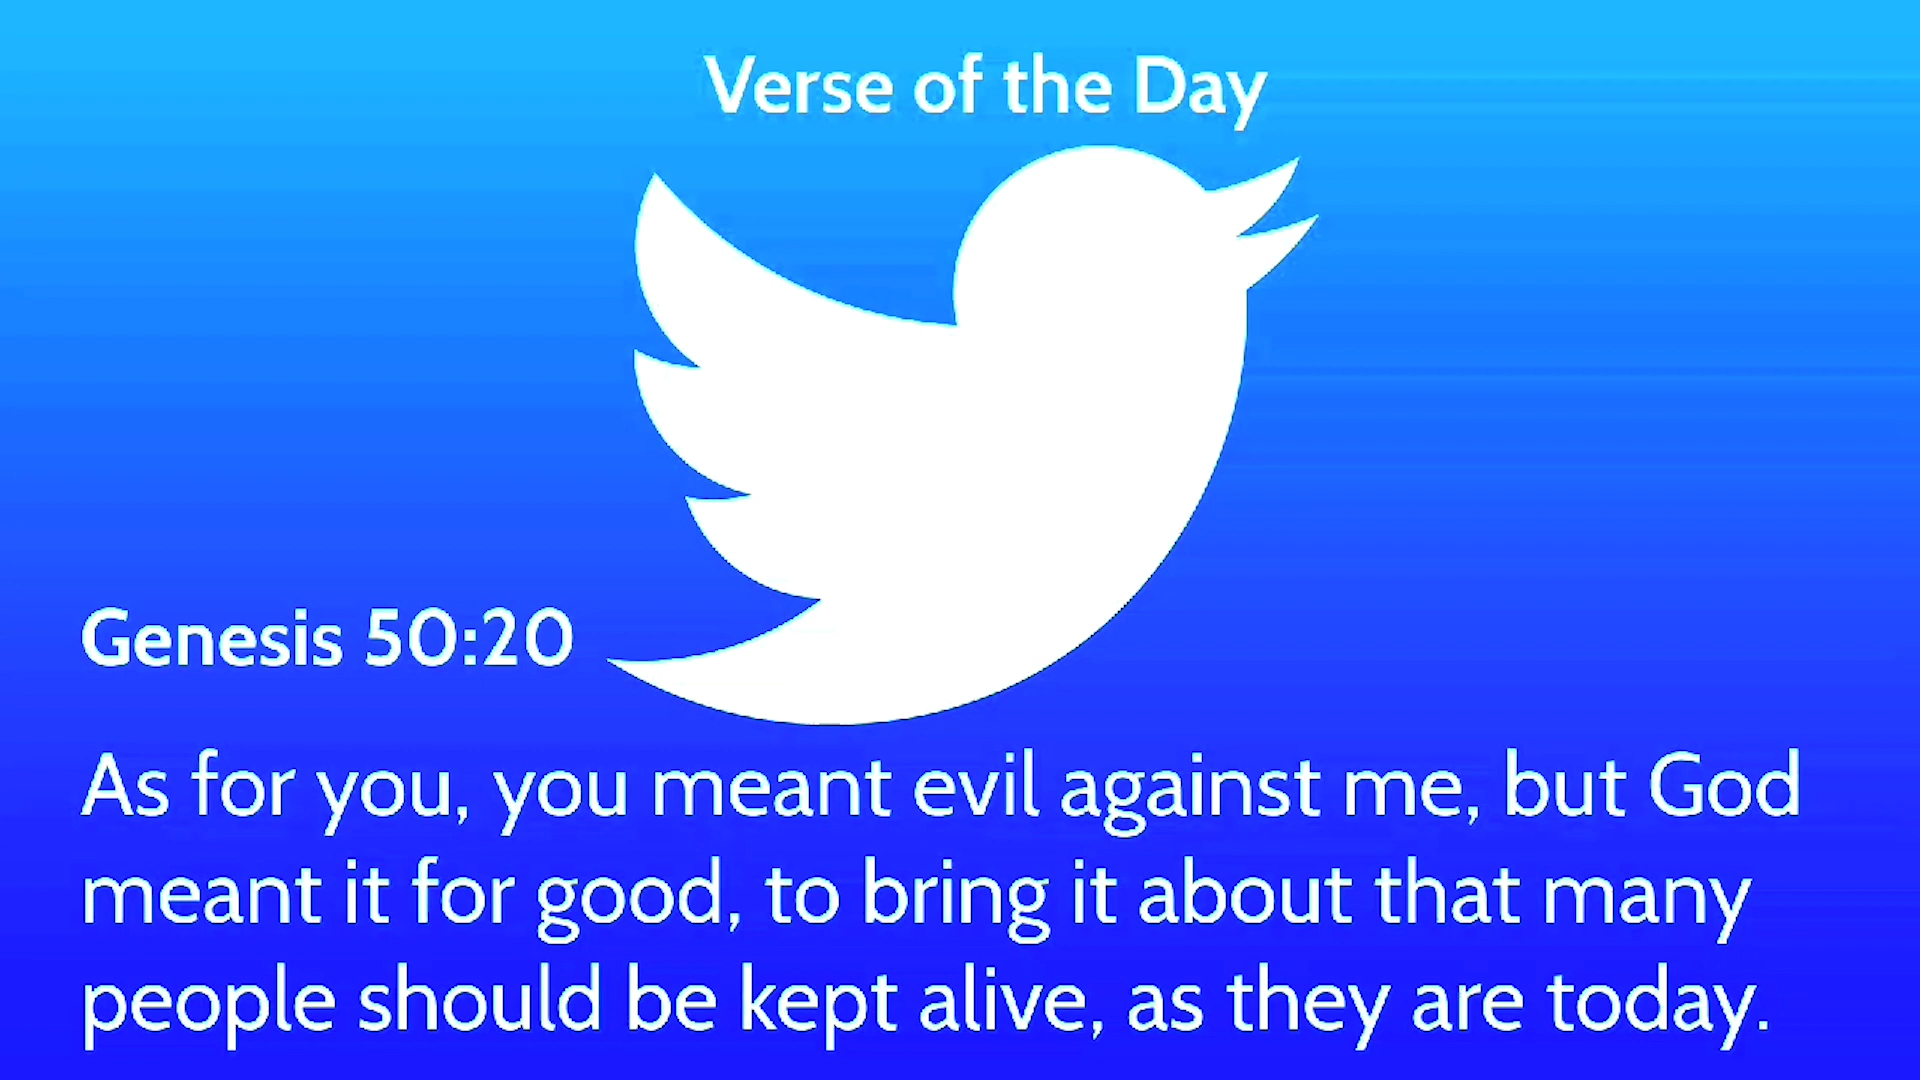 Verse of the Day
Genesis 50:20
As for you, you meant evil against me, but God
meant it for good, to bring it about that many
people should be kept alive, as they are today.